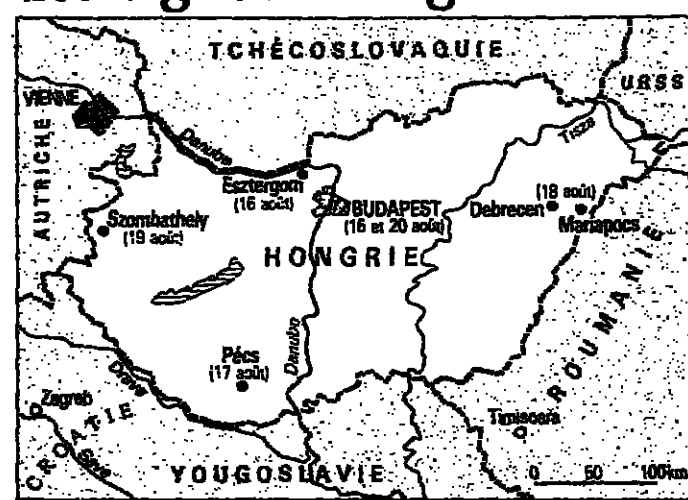 TCHÉCOSLOVAQUIE
URSS
VIENNE
AUTRICHE
Danube
Tisza
Esztergom
(16 août)
BUDAPEST
(16 et 20 août)
(18 août)
Debrecen
Mariapocs
Szombathely
(19 août)
HONGRIE
ROUMANIE
Danube
Pécs
(17 août)
Drave
Zagreb
CROATIE
Save
Timisoara
YOUGOSLAVIE
0 50 100km